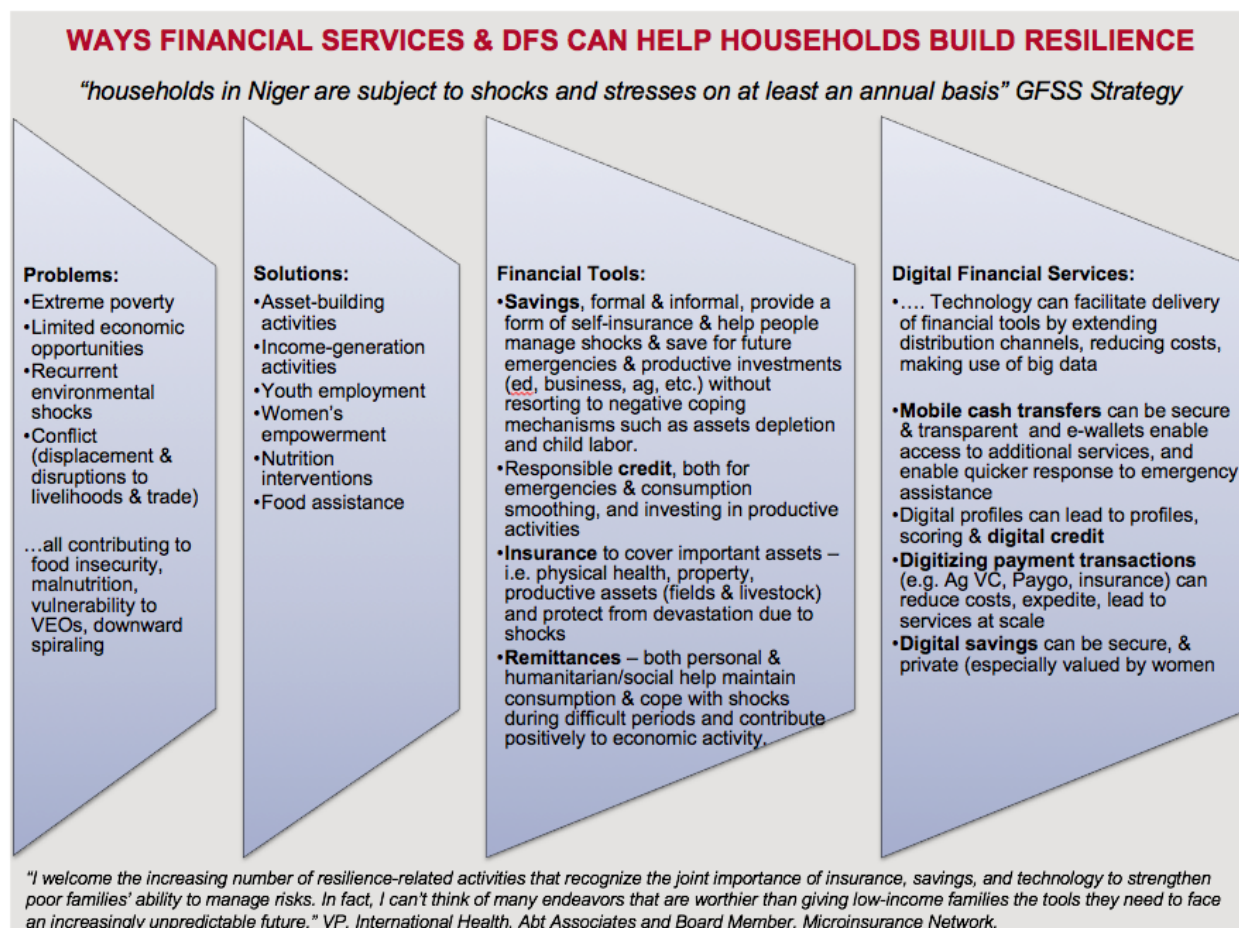 WAYS FINANCIAL SERVICES & DFS CAN HELP HOUSEHOLDS BUILD RESILIENCE
“households in Niger are subject to shocks and stresses on at least an annual basis” GFSS Strategy
Problems:
•Extreme poverty
•Limited economic
opportunities
•Recurrent
environmental
shocks
•Conflict
(displacement &
disruptions to
livelihoods & trade)
…all contributing to
food insecurity,
malnutrition,
vulnerability to
VEOs, downward
spiraling
Solutions:
•Asset-building
activities
•Income-generation
activities
•Youth employment
•Women's
empowerment
•Nutrition
interventions
•Food assistance
Financial Tools:
•Savings, formal & informal, provide a
form of self-insurance & help people
manage shocks & save for future
emergencies & productive investments
(ed, business, ag, etc.) without
resorting to negative coping
mechanisms such as assets depletion
and child labor.
•Responsible credit, both for
emergencies & consumption
smoothing, and investing in productive
activities
•Insurance to cover important assets –
i.e. physical health, property,
productive assets (fields & livestock)
and protect from devastation due to
shocks
•Remittances – both personal &
humanitarian/social help maintain
consumption & cope with shocks
during difficult periods and contribute
positively to economic activity.
Digital Financial Services:
•…. Technology can facilitate delivery
of financial tools by extending
distribution channels, reducing costs,
making use of big data
•Mobile cash transfers can be secure
& transparent and e-wallets enable
access to additional services, and
enable quicker response to emergency
assistance
•Digital profiles can lead to profiles,
scoring & digital credit
•Digitizing payment transactions
(e.g. Ag VC, Paygo, insurance) can
reduce costs, expedite, lead to
services at scale
•Digital savings can be secure, &
private (especially valued by women
“I welcome the increasing number of resilience-related activities that recognize the joint importance of insurance, savings, and technology to strengthen
poor families’ ability to manage risks. In fact, I can’t think of many endeavors that are worthier than giving low-income families the tools they need to face
an increasingly unpredictable future.” VP, International Health, Abt Associates and Board Member, Microinsurance Network.